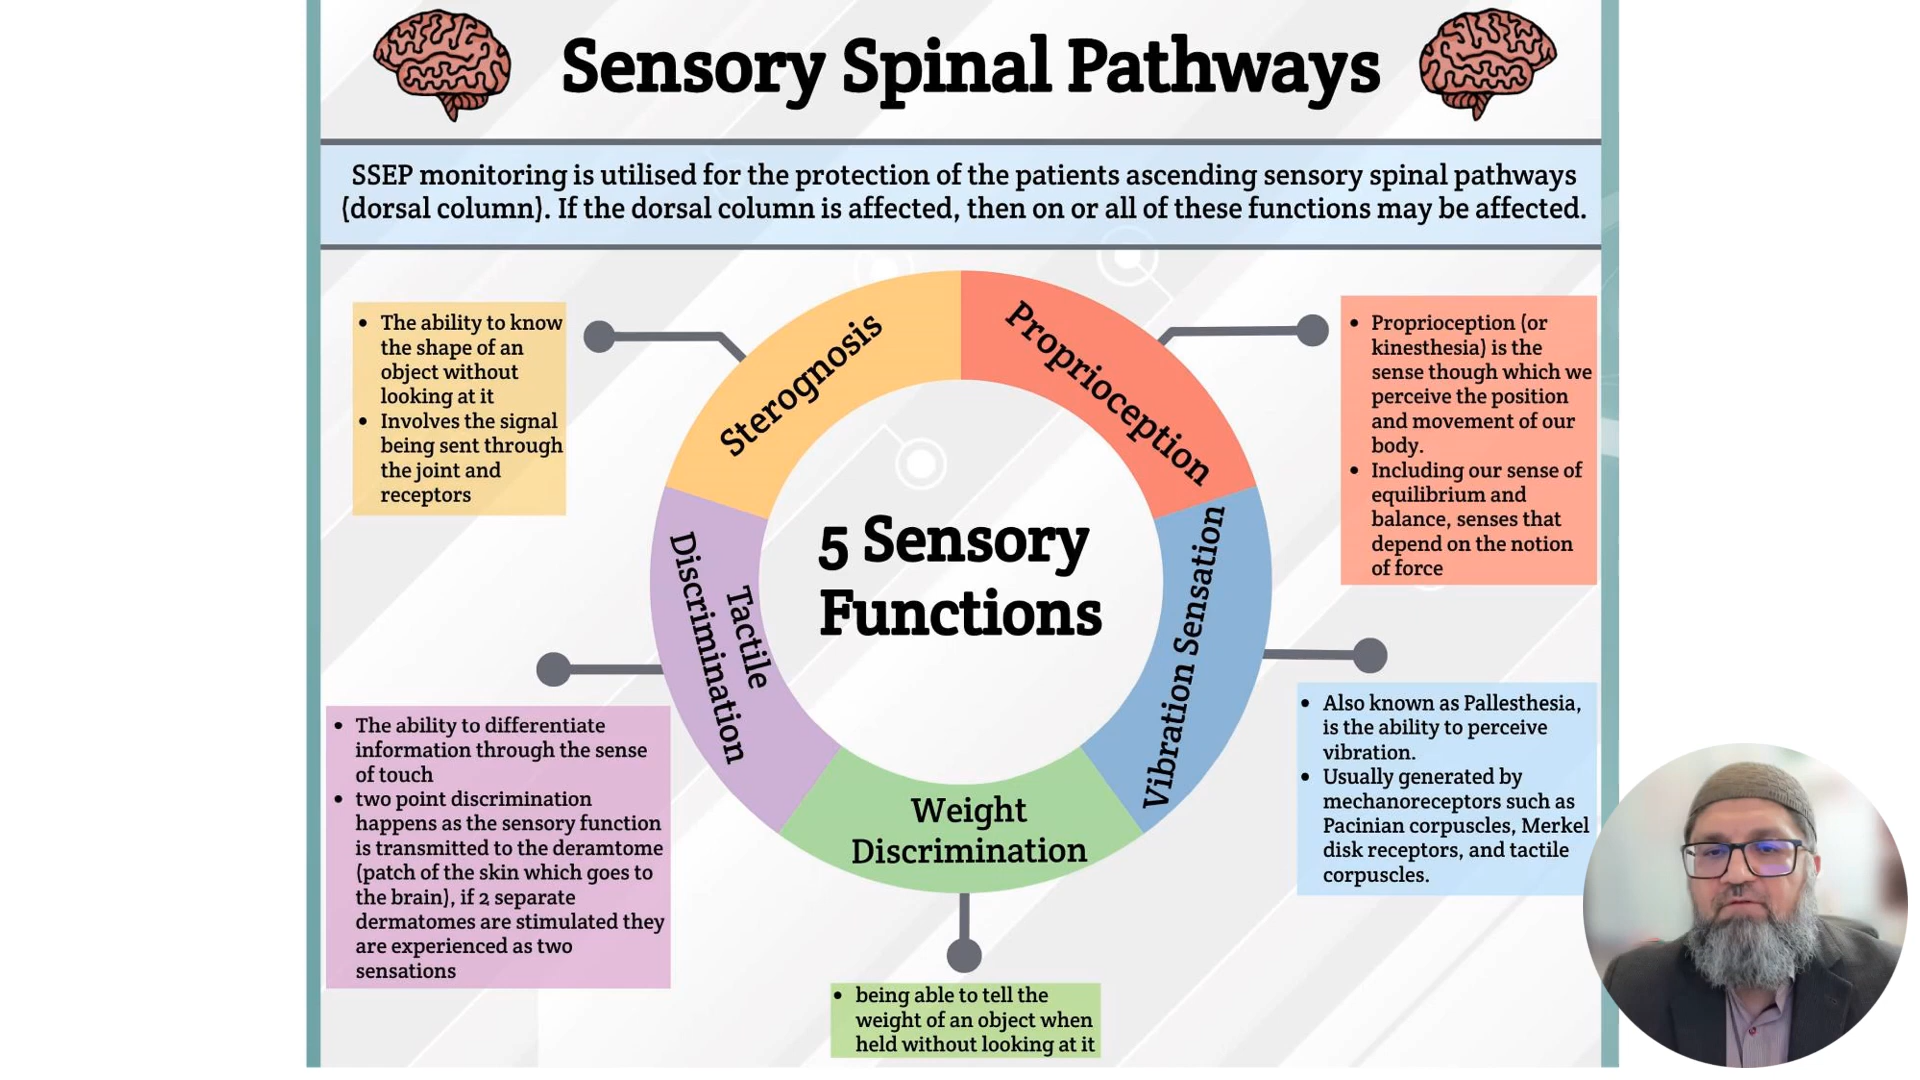 Sensory Spinal Pathways
SSEP monitoring is utilised for the protection of the patients ascending sensory spinal pathways
(dorsal column). If the dorsal column is affected, then on or all of these functions may be affected.
• The ability to know
the shape of an
object without
looking at it
• Involves the signal
being sent through
the joint and
receptors
Sterognosis
Proprioception
• Proprioception (or
kinesthesia) is the
sense though which we
perceive the position
and movement of our
body.
• Including our sense of
equilibrium and
balance, senses that
depend on the notion
of force
5 Sensory
Functions
Tactile
Discrimination
Vibration Sensation
• The ability to differentiate
information through the sense
of touch
• two point discrimination
happens as the sensory function
is transmitted to the deramtome
(patch of the skin which goes to
the brain), if 2 separate
dermatomes are stimulated they
are experienced as two
sensations
• Also known as Pallesthesia,
is the ability to perceive
vibration.
• Usually generated by
mechanoreceptors such as
Pacinian corpuscles, Merkel
disk receptors, and tactile
corpuscles.
Weight
Discrimination
• being able to tell the
weight of an object when
held without looking at it